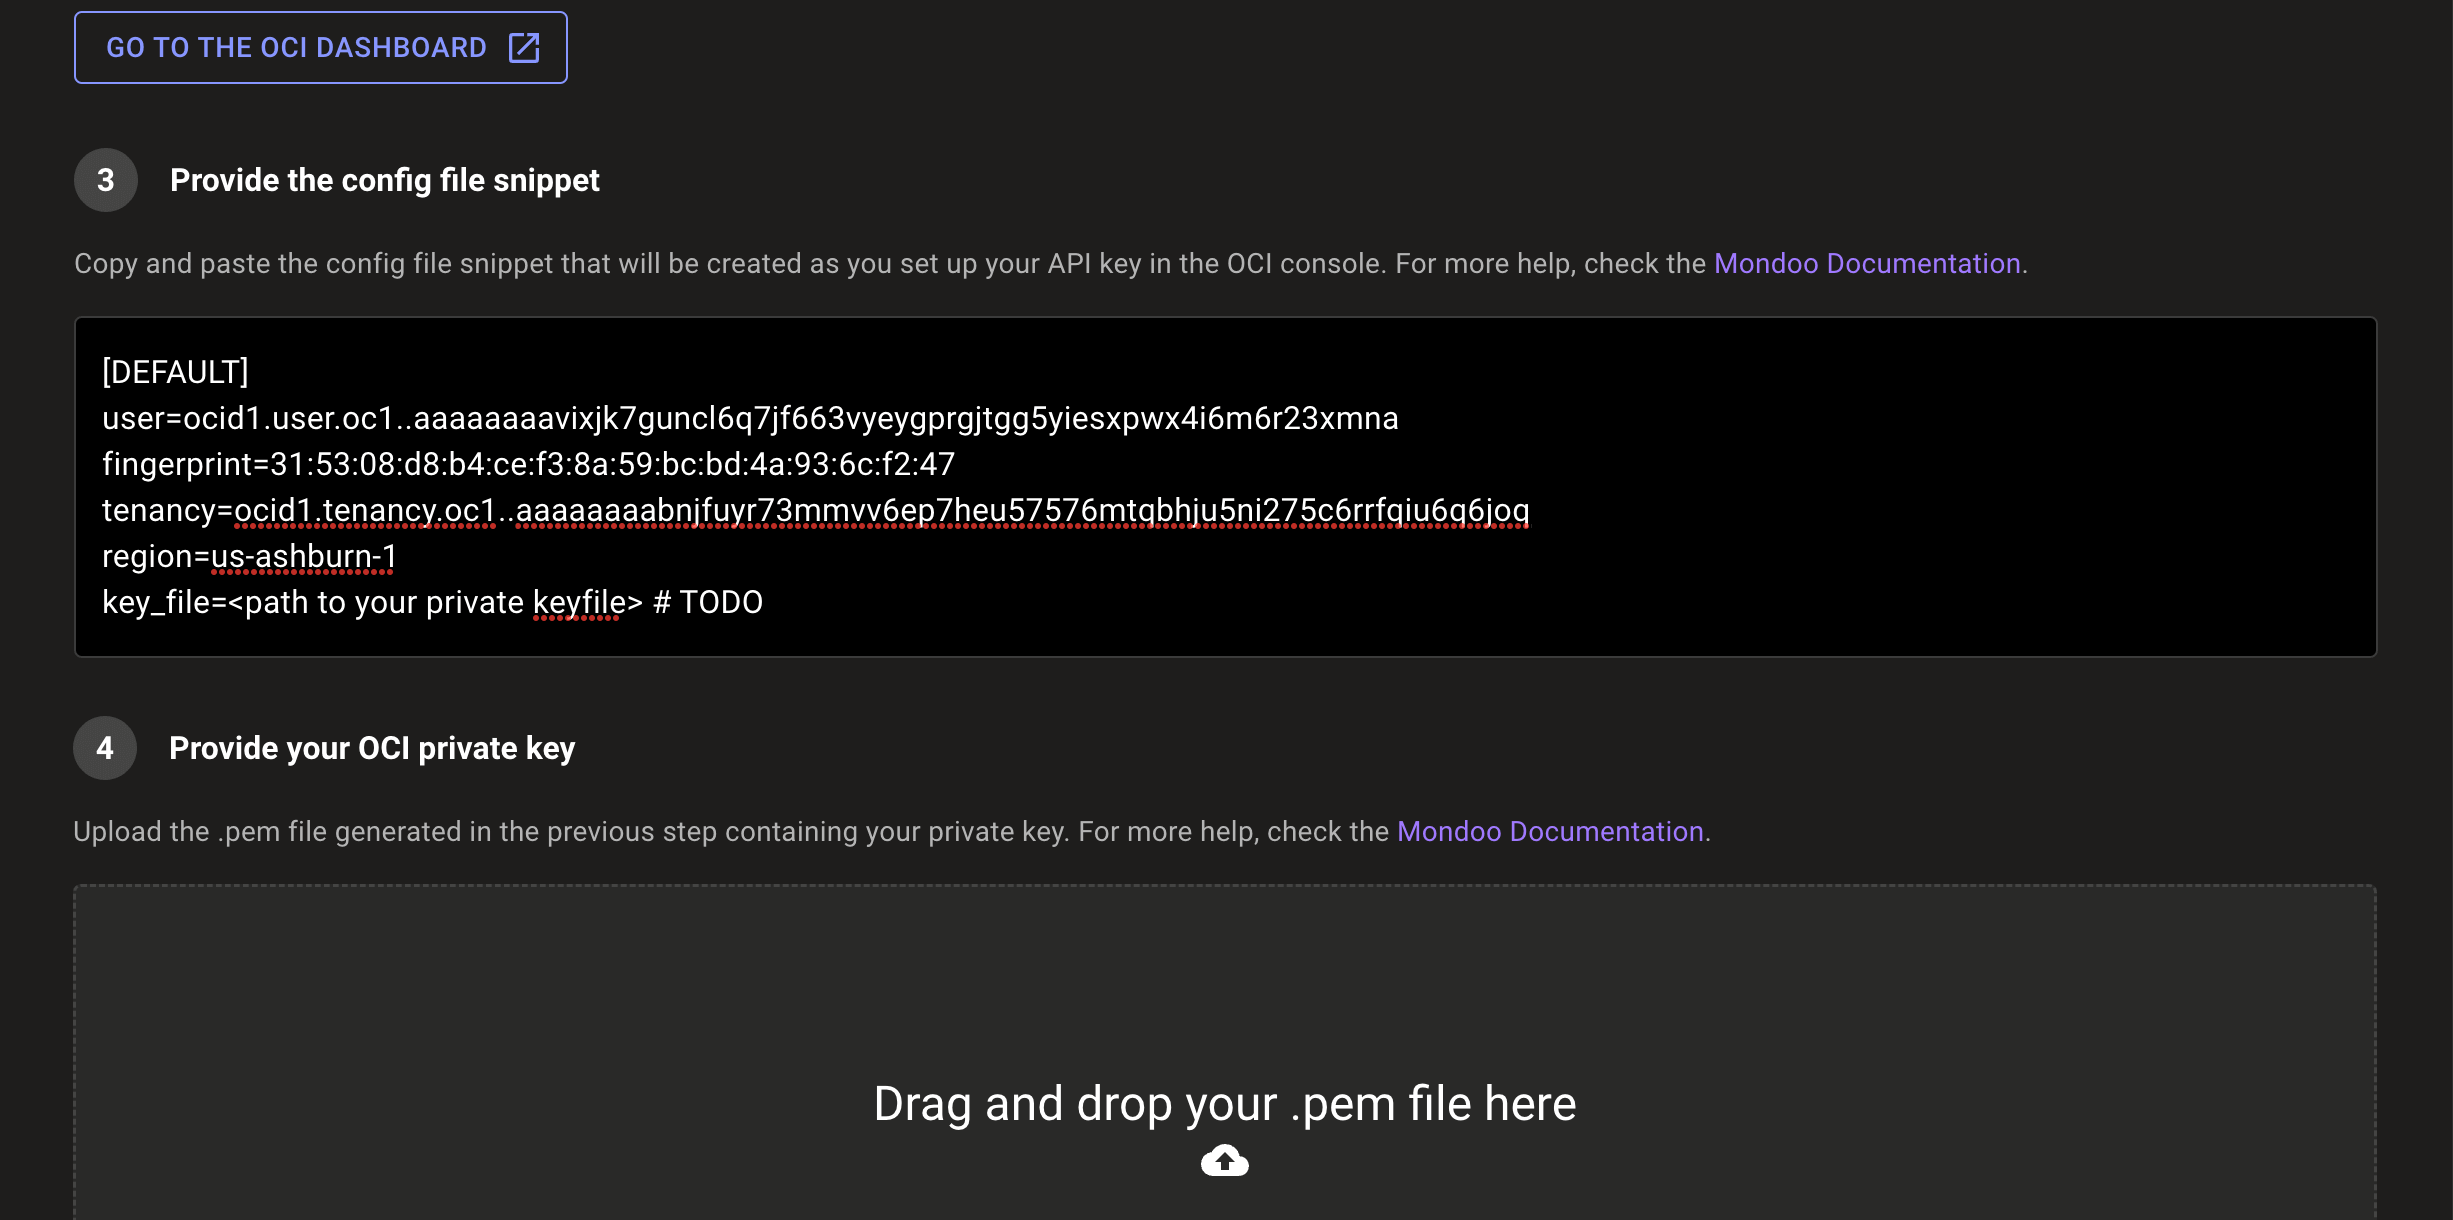 GO TO THE OCI DASHBOARD
3 Provide the config file snippet
Copy and paste the config file snippet that will be created as you set up your API key in the OCI console. For more help, check the Mondoo Documentation.
[DEFAULT]
user=ocid1.user.oc1..aaaaaaaavixjk7guncl6q7jf663vyeygprgjtgg5yiesxpwx4i6m6r23xmna
fingerprint=31:53:08:d8:b4:ce:f3:8a:59:bc:bd:4a:93:6c:f2:47
tenancy=ocid1.tenancy.oc1..aaaaaaaabnjfuyr73mmvv6ep7heu57576mtqbhju5ni275c6rrfqiu6q6joq
region=us-ashburn-1
key_file=<path to your private keyfile> # TODO
4 Provide your OCI private key
Upload the .pem file generated in the previous step containing your private key. For more help, check the Mondoo Documentation.
Drag and drop your .pem file here